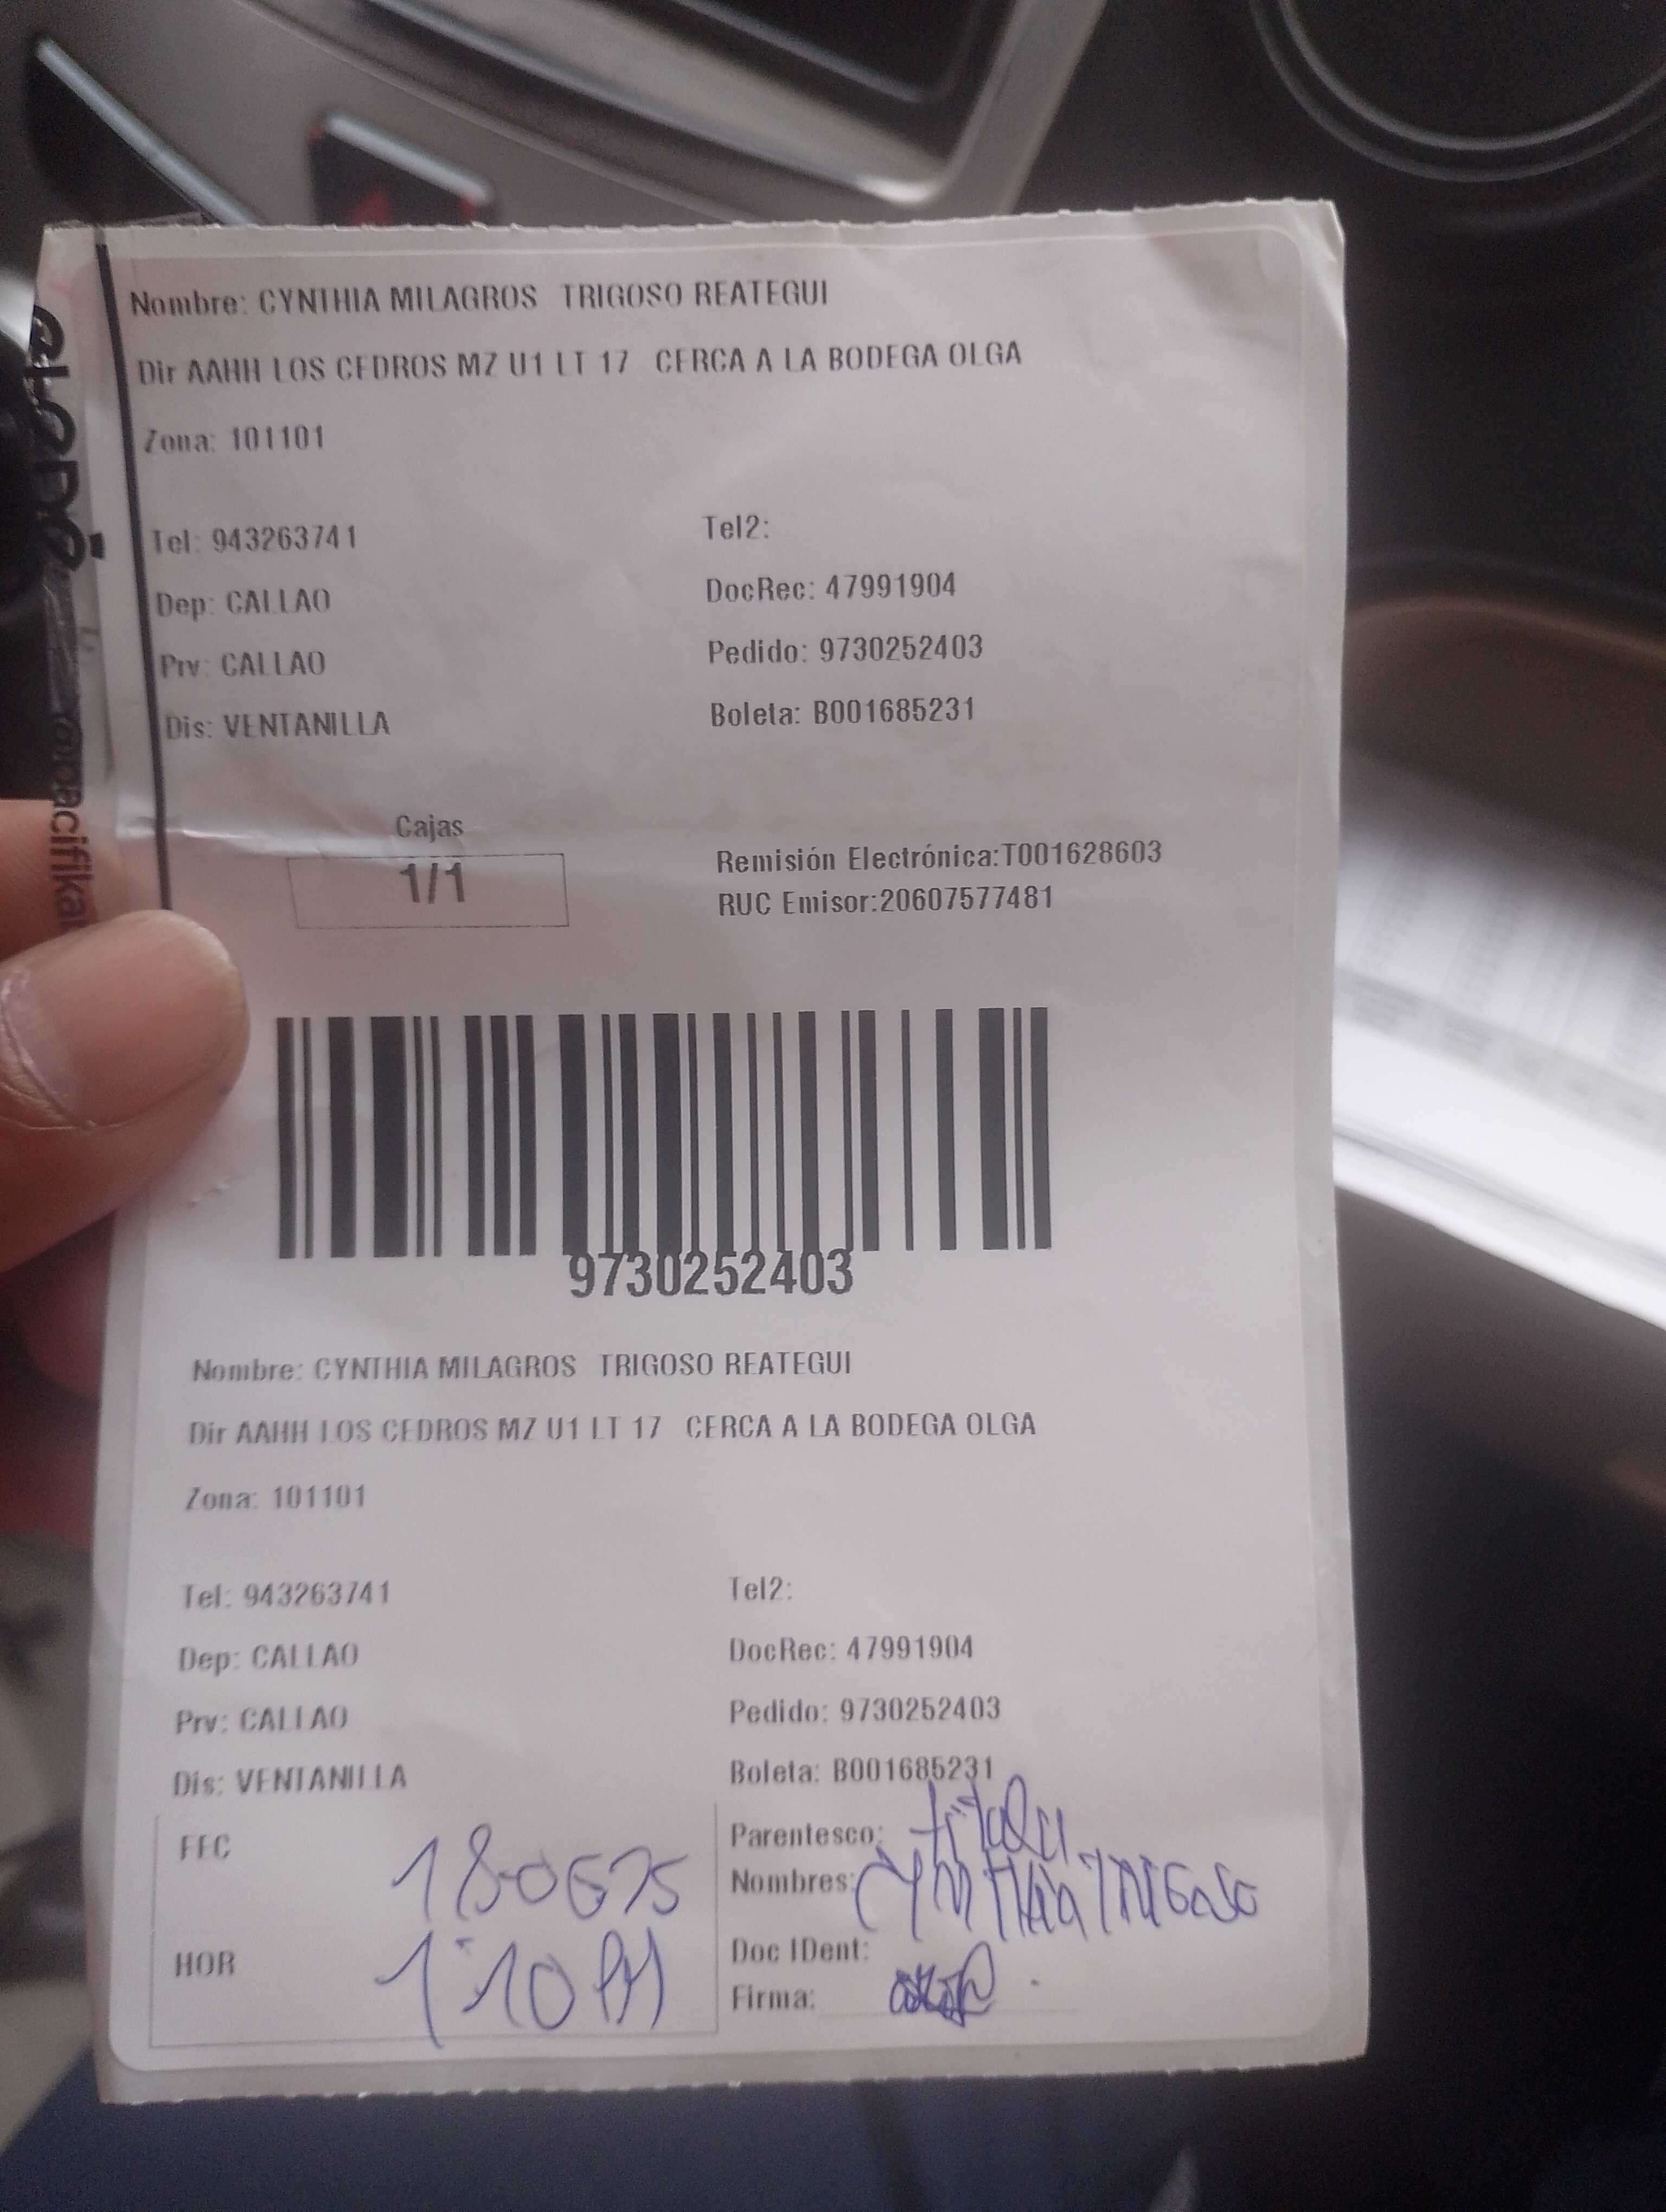 Nombre: CYNTHIA MILAGROS TRIGOSO REATEGUI
Dir AAHH LOS CEDROS MZ U1 LT 17 CERCA A LA BODEGA OLGA
Zona: 101101
Tel: 943263741
Tel2:
Dep: CALLAO
DocRec: 47991904
Prv: CALLAO
Pedido: 9730252403
Dis: VENTANILLA
Boleta: B001685231
Cajas
1/1
Remisión Electrónica:T001628603
RUC Emisor:20607577481
9730252403
Nombre: CYNTHIA MILAGROS TRIGOSO REATEGUI
Dir AAHH LOS CEDROS MZ U1 LT 17 CERCA A LA BODEGA OLGA
Zona: 101101
Tel: 943263741
Tel2:
Dep: CALLAO
DocRec: 47991904
Prv: CALLAO
Pedido: 9730252403
Dis: VENTANILLA
Boleta: B001685231
FEC
Parentesco:
Nombres: CYNTHIA TRIGOSO
HOR 1:10 PM
Doc IDent:
Firma: